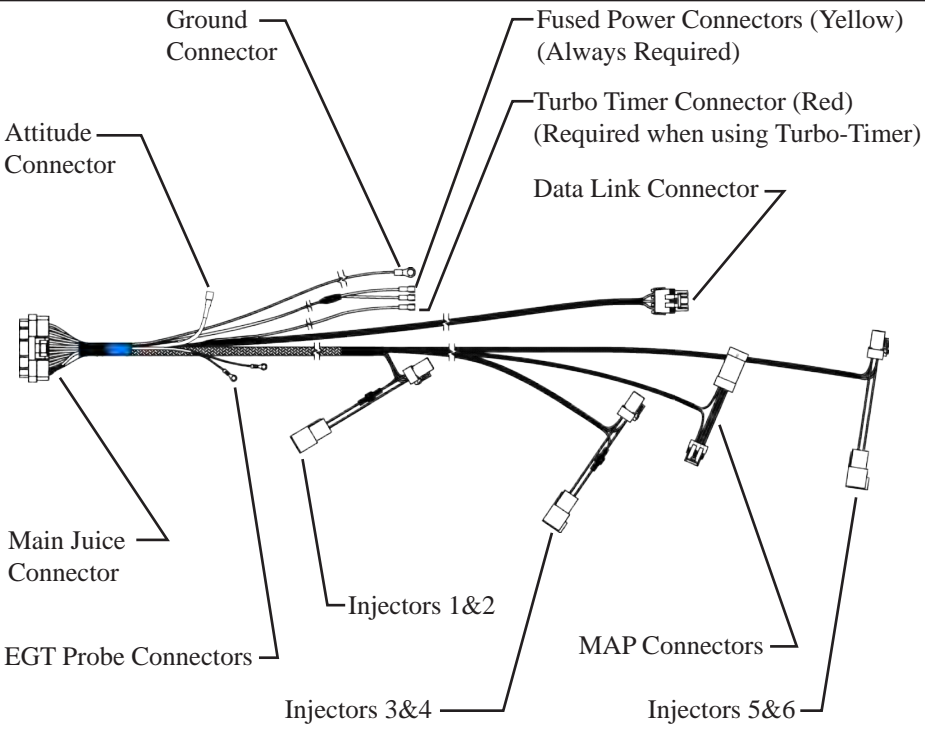 Ground
Connector
Fused Power Connectors (Yellow)
(Always Required)
Turbo Timer Connector (Red)
(Required when using Turbo-Timer)
Attitude
Connector
Data Link Connector
Main Juice
Connector
Injectors 1&2
EGT Probe Connectors
MAP Connectors
Injectors 3&4
Injectors 5&6